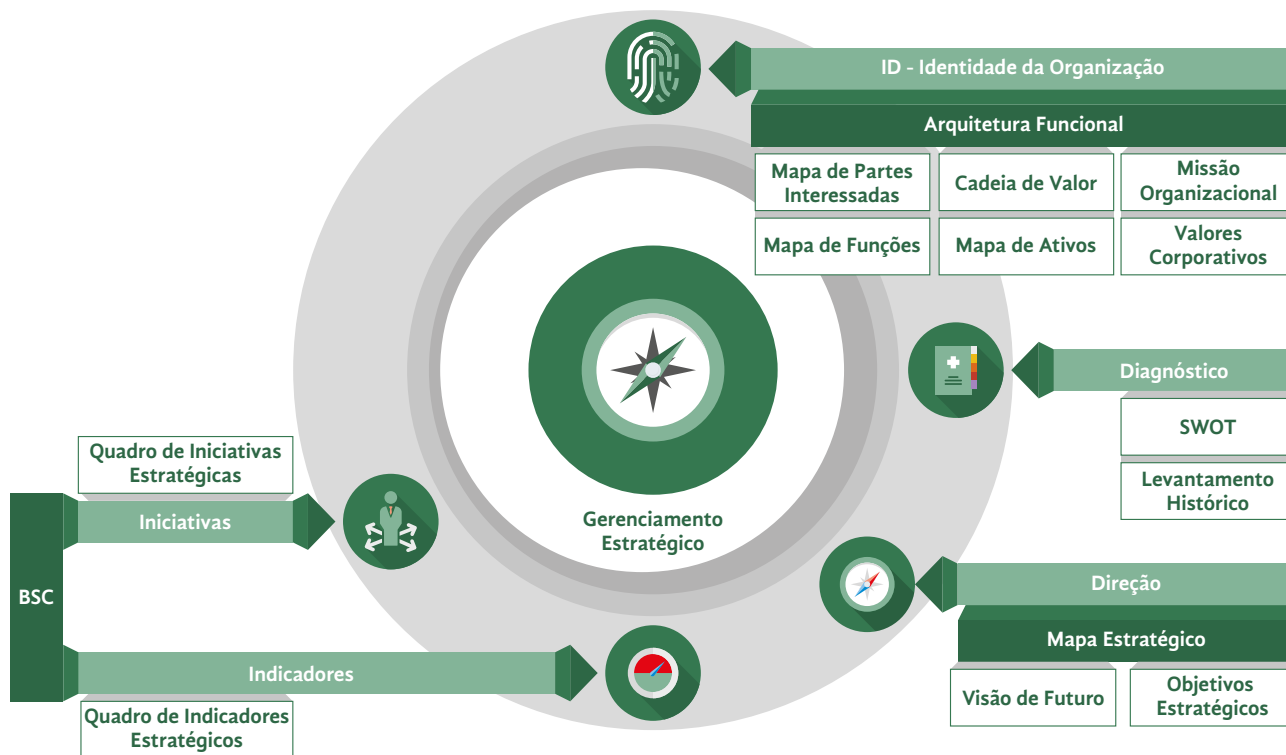 ID - Identidade da Organização
Arquitetura Funcional
Mapa de Partes
Interessadas
Cadeia de Valor
Missão
Organizacional
Mapa de Funções
Mapa de Ativos
Valores
Corporativos
Diagnóstico
SWOT
Levantamento
Histórico
Direção
Mapa Estratégico
Visão de Futuro
Objetivos
Estratégicos
Gerenciamento
Estratégico
Quadro de Iniciativas
Estratégicas
Iniciativas
BSC
Indicadores
Quadro de Indicadores
Estratégicos